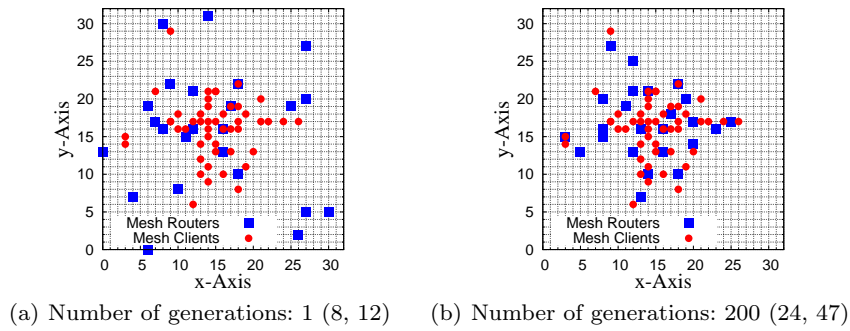 30
25
20
15
10
5
0
y-Axis
Mesh Routers
Mesh Clients
0 5 10 15 20 25 30
x-Axis
(a) Number of generations: 1 (8, 12)
30
25
20
15
10
5
0
y-Axis
Mesh Routers
Mesh Clients
0 5 10 15 20 25 30
x-Axis
(b) Number of generations: 200 (24, 47)